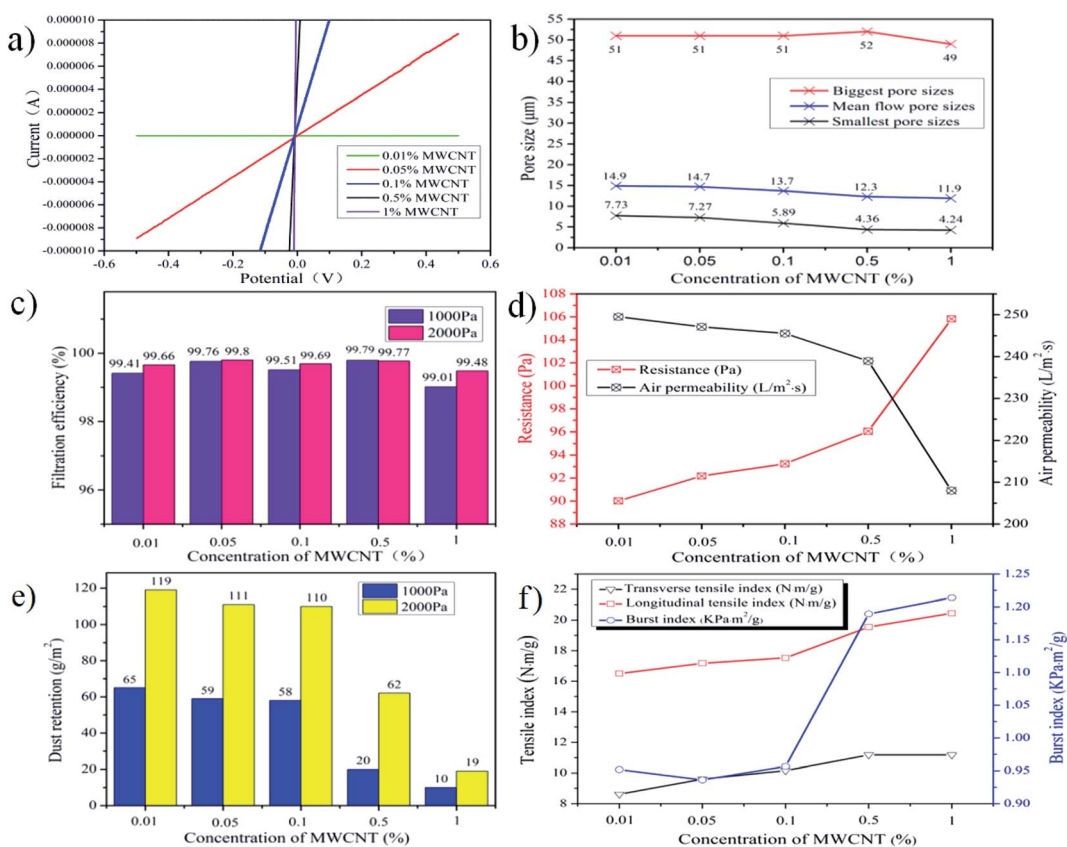 a)
0.000010
0.000008
0.000006
0.000004
0.000002
0.000000
-0.000002
-0.000004
-0.000006
-0.000008
-0.000010
Current（A）
0.01% MWCNT
0.05% MWCNT
0.1% MWCNT
0.5% MWCNT
1% MWCNT
-0.6 -0.4 -0.2 0.0 0.2 0.4 0.6
Potential（V）
b)
55
50
45
40
35
30
25
20
15
10
5
0
Pore size (μm)
51 51 51 52 49
Biggest pore sizes
Mean flow pore sizes
Smallest pore sizes
14.9 14.7 13.7 12.3 11.9
7.73 7.27 5.89 4.36 4.24
0.01 0.05 0.1 0.5 1
Concentration of MWCNT (%)
c)
100
98
96
Filtration efficiency (%)
1000Pa
2000Pa
99.41 99.66 99.76 99.8 99.51 99.69 99.79 99.77 99.01 99.48
0.01 0.05 0.1 0.5 1
Concentration of MWCNT（%）
d)
108
106
104
102
100
98
96
94
92
90
88
Resistance (Pa)
Resistance (Pa)
Air permeability (L/m²·s)
250
240
230
220
210
200
Air permeability (L/m²·s)
0.01 0.05 0.1 0.5 1
Concentration of MWCNT (%)
e)
120
100
80
60
40
20
0
Dust retention (g/m²)
1000Pa
2000Pa
65 119 59 111 58 110 20 62 10 19
0.01 0.05 0.1 0.5 1
Concentration of MWCNT（%）
f)
22
20
18
16
14
12
10
8
Tensile index (N·m/g)
Transverse tensile index (N·m/g)
Longitudinal tensile index (N·m/g)
Burst index (KPa·m²/g)
1.25
1.20
1.15
1.10
1.05
1.00
0.95
0.90
Burst index (KPa·m²/g)
0.01 0.05 0.1 0.5 1
Concentration of MWCNT（%）